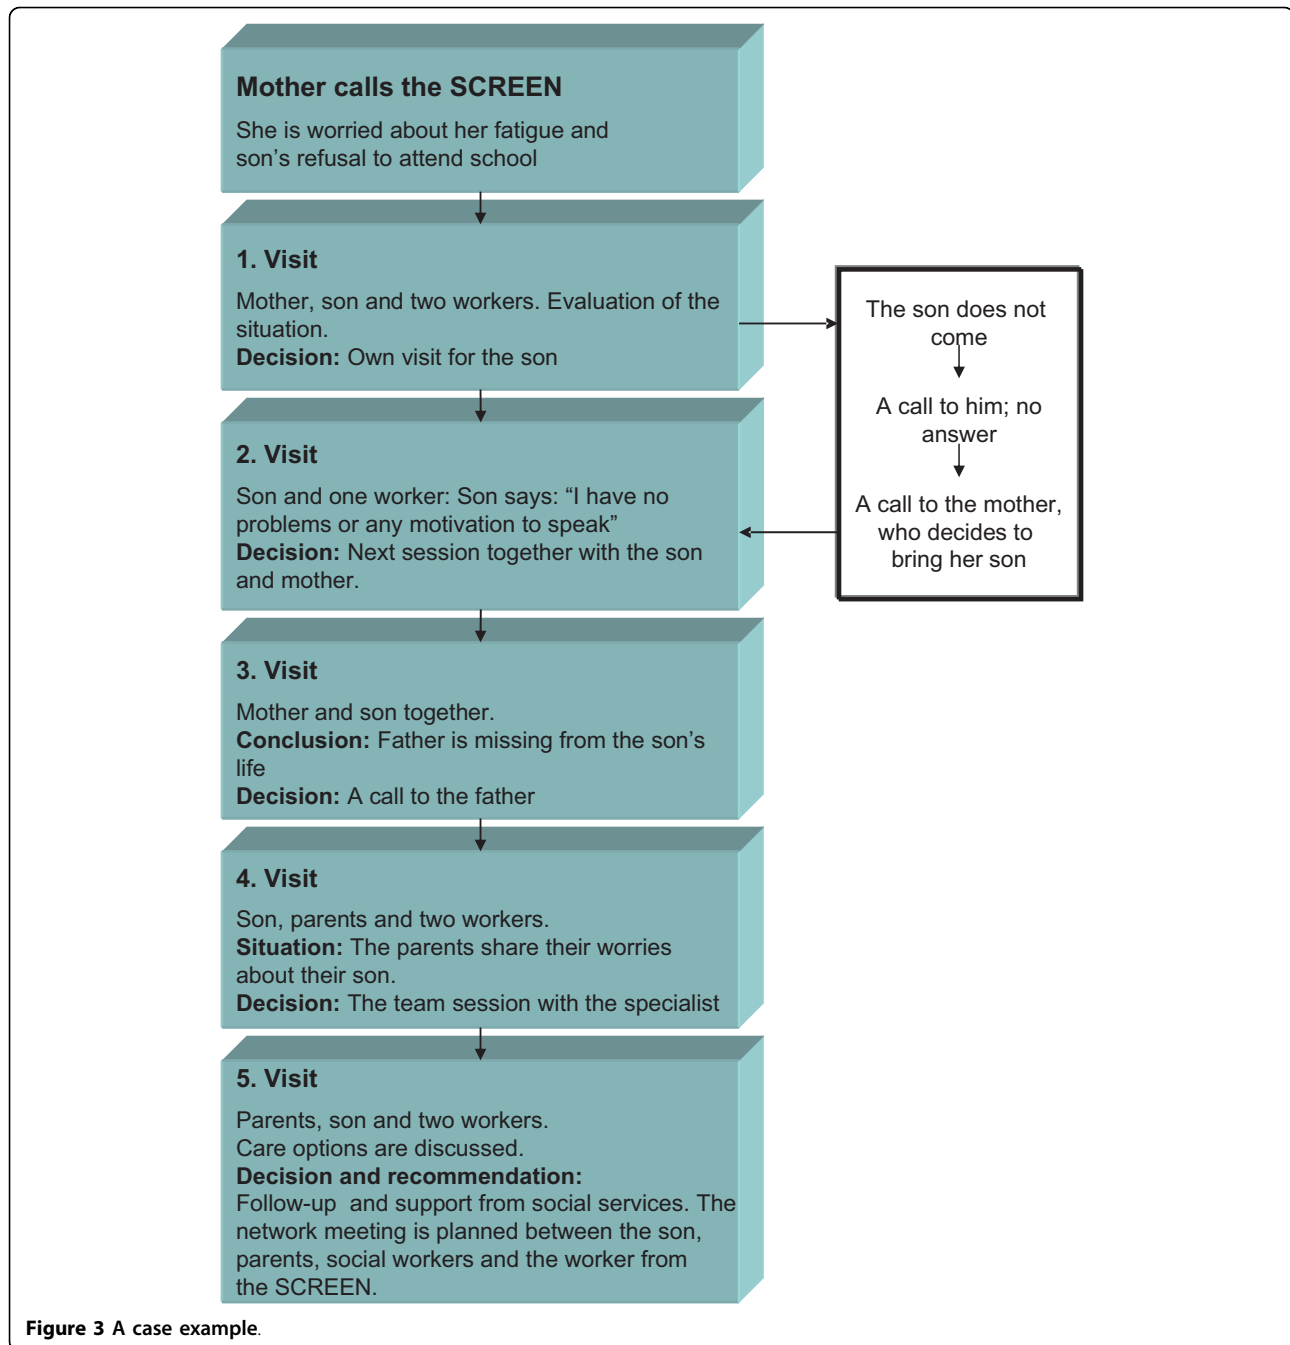 Mother calls the SCREEN
She is worried about her fatigue and
son's refusal to attend school
1. Visit
Mother, son and two workers. Evaluation of the
situation.
Decision: Own visit for the son
The son does not
come
A call to him; no
answer
A call to the mother,
who decides to
bring her son
2. Visit
Son and one worker: Son says: “I have no
problems or any motivation to speak”
Decision: Next session together with the son
and mother.
3. Visit
Mother and son together.
Conclusion: Father is missing from the son's
life
Decision: A call to the father
4. Visit
Son, parents and two workers.
Situation: The parents share their worries
about their son.
Decision: The team session with the specialist
5. Visit
Parents, son and two workers.
Care options are discussed.
Decision and recommendation:
Follow-up and support from social services. The
network meeting is planned between the son,
parents, social workers and the worker from
the SCREEN.
Figure 3 A case example.